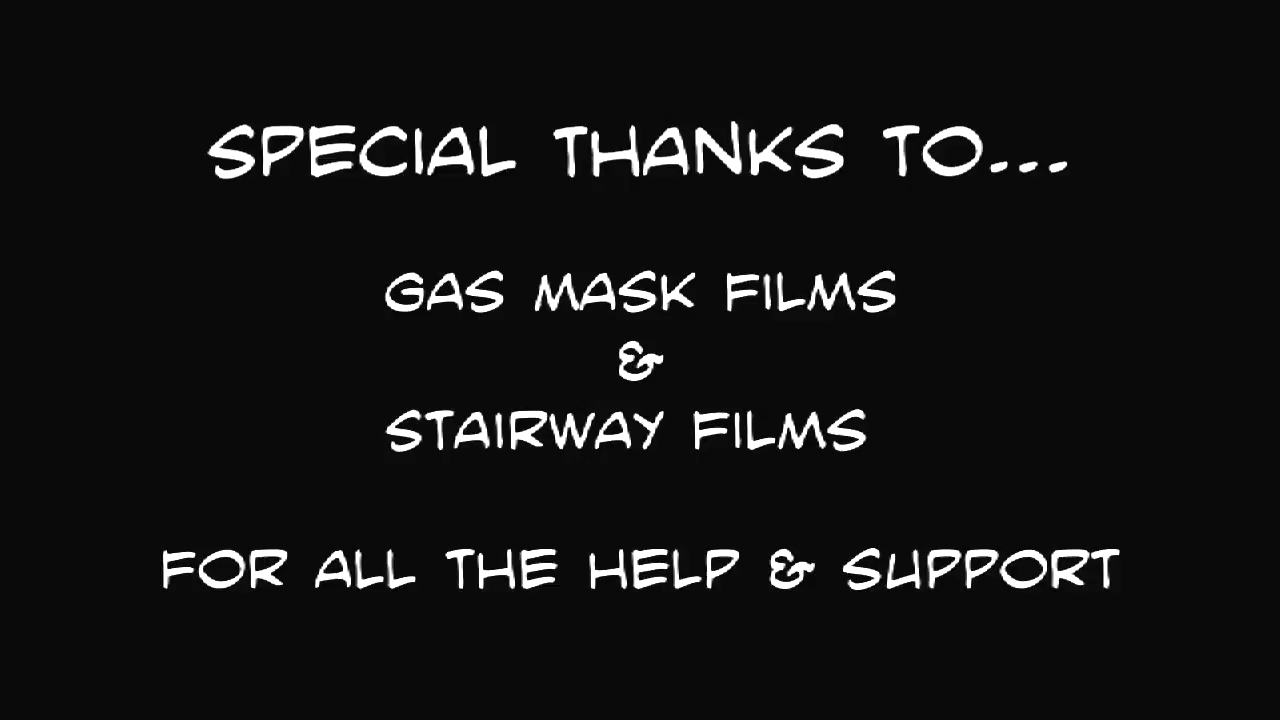 SPECIAL THANKS TO...
GAS MASK FILMS
&
STAIRWAY FILMS
FOR ALL THE HELP & SUPPORT